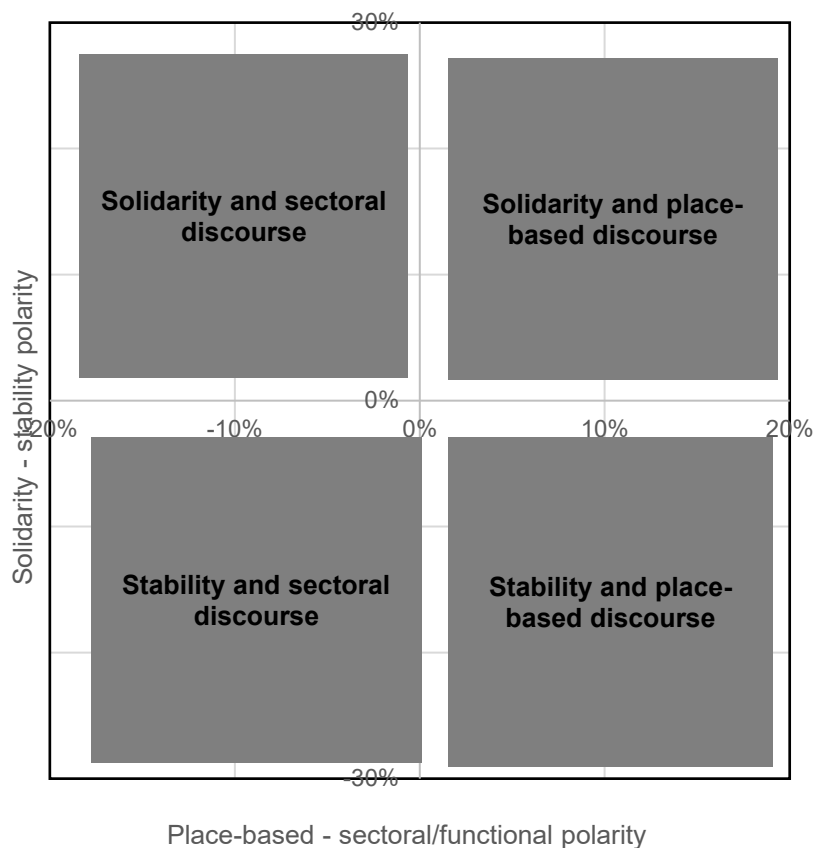 30%
Solidarity and sectoral
discourse
Solidarity and place-
based discourse
Solidarity - stability polarity
0%
-20%
-10%
0%
10%
20%
Stability and sectoral
discourse
Stability and place-
based discourse
-30%
Place-based - sectoral/functional polarity